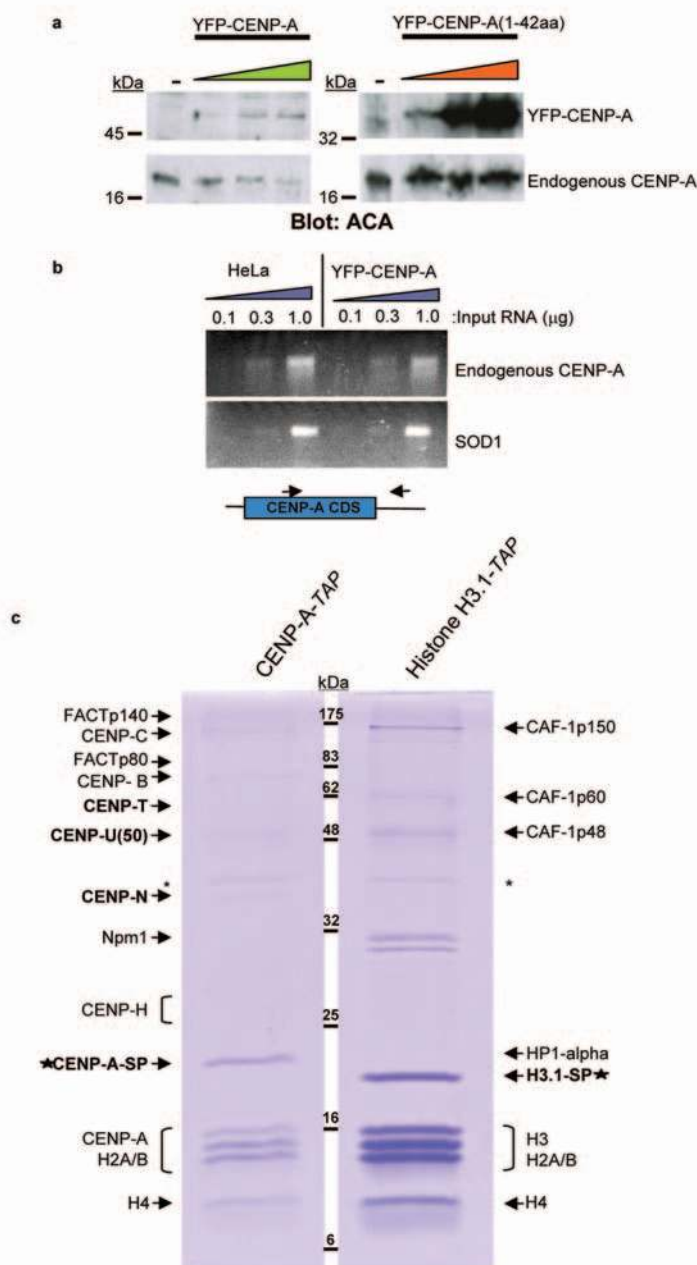 a
YFP-CENP-A
YFP-CENP-A(1-42aa)
kDa
-
45
16
kDa
-
32
16
YFP-CENP-A
Endogenous CENP-A
Blot: ACA
b
HeLa
YFP-CENP-A
0.1 0.3 1.0 0.1 0.3 1.0 :Input RNA (µg)
Endogenous CENP-A
SOD1
CENP-A CDS
c
CENP-A-TAP
Histone H3.1-TAP
kDa
175
83
62
48
32
25
16
6
FACTp140
CENP-C
FACTp80
CENP- B
CENP-T
CENP-U(50)
*
CENP-N
Npm1
CENP-H
★CENP-A-SP
CENP-A
H2A/B
H4
CAF-1p150
CAF-1p60
CAF-1p48
*
HP1-alpha
H3.1-SP★
H3
H2A/B
H4